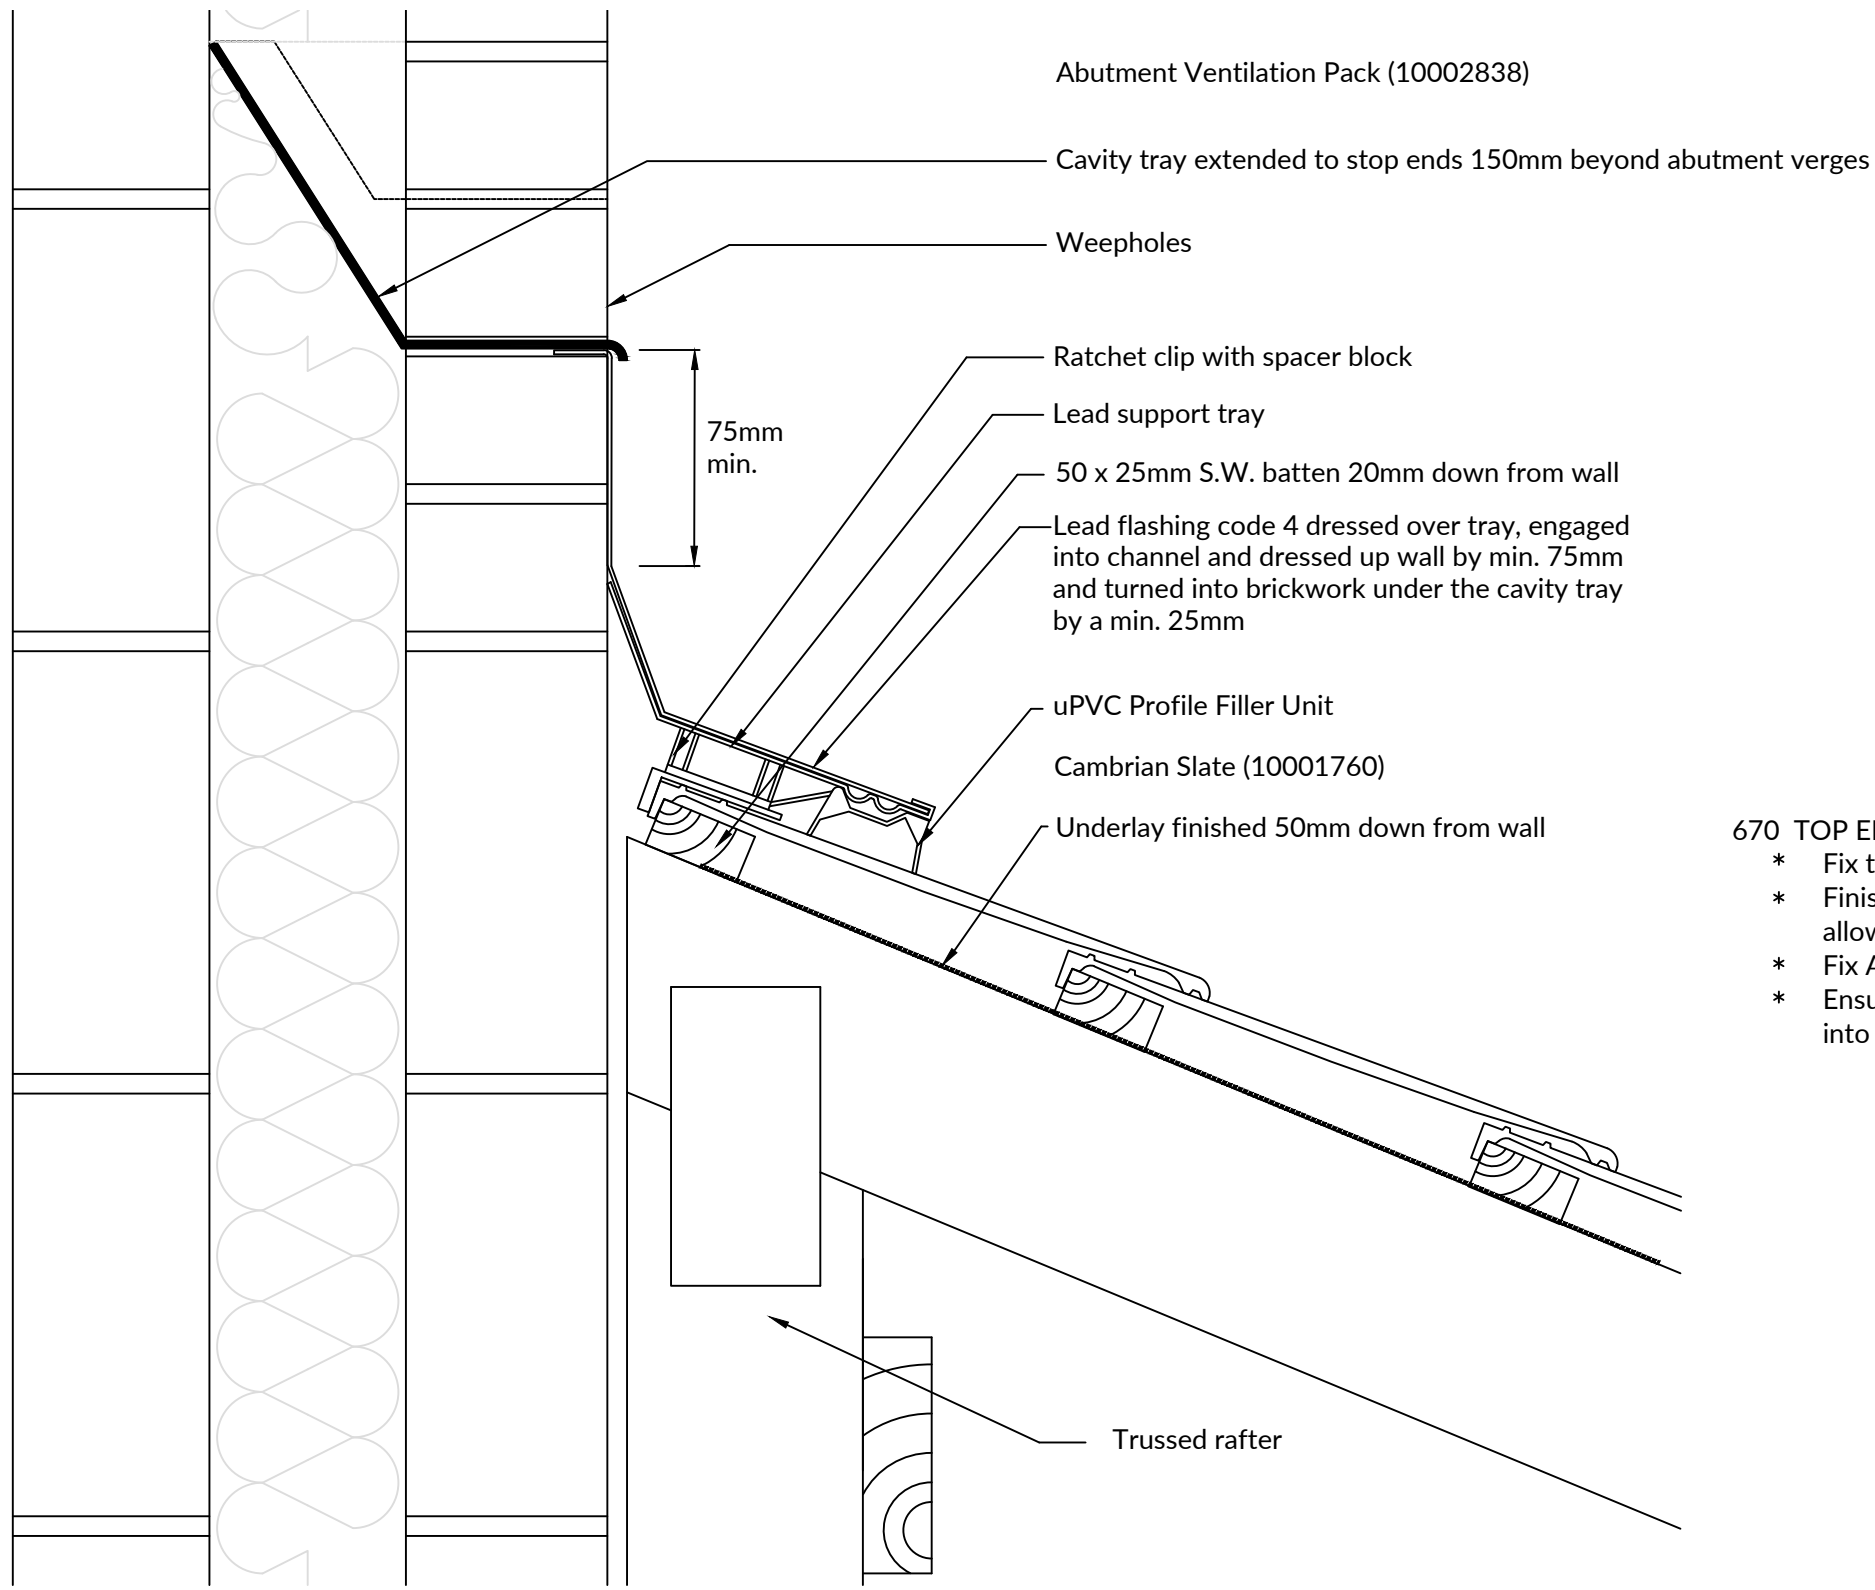 Abutment Ventilation Pack (10002838)
Cavity tray extended to stop ends 150mm beyond abutment verges
Weepholes
Ratchet clip with spacer block
Lead support tray
75mm
min.
50 x 25mm S.W. batten 20mm down from wall
Lead flashing code 4 dressed over tray, engaged
into channel and dressed up wall by min. 75mm
and turned into brickwork under the cavity tray
by a min. 25mm
uPVC Profile Filler Unit
Cambrian Slate (10001760)
Underlay finished 50mm down from wall
Trussed rafter
670 TOP
* Fix
*
*  Fix
*
into